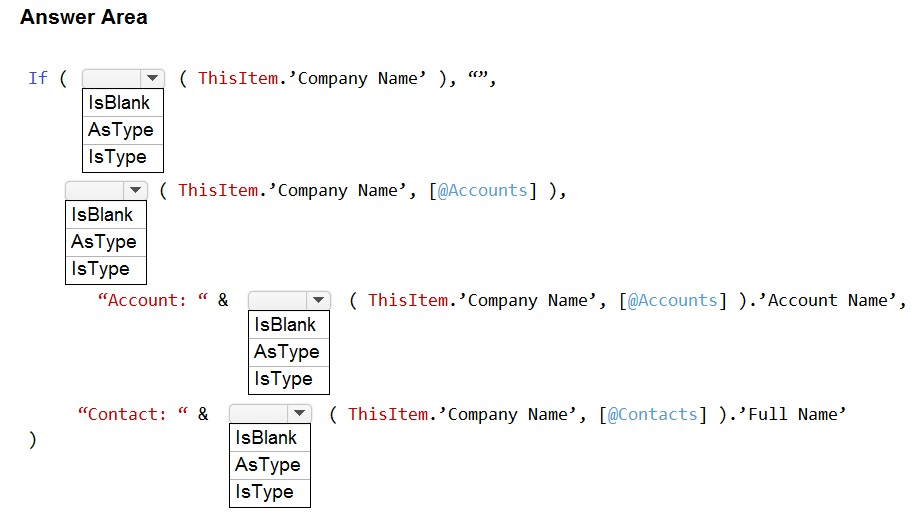 Answer Area
If ( ( ThisItem.’Company Name’ ), “”,
IsBlank
AsType
IsType
( ThisItem.’Company Name’, [@Accounts] ),
IsBlank
AsType
IsType
“Account: “ & ( ThisItem.’Company Name’, [@Accounts] ).’Account Name’,
IsBlank
AsType
IsType
“Contact: “ & ( ThisItem.’Company Name’, [@Contacts] ).’Full Name’
)
IsBlank
AsType
IsType